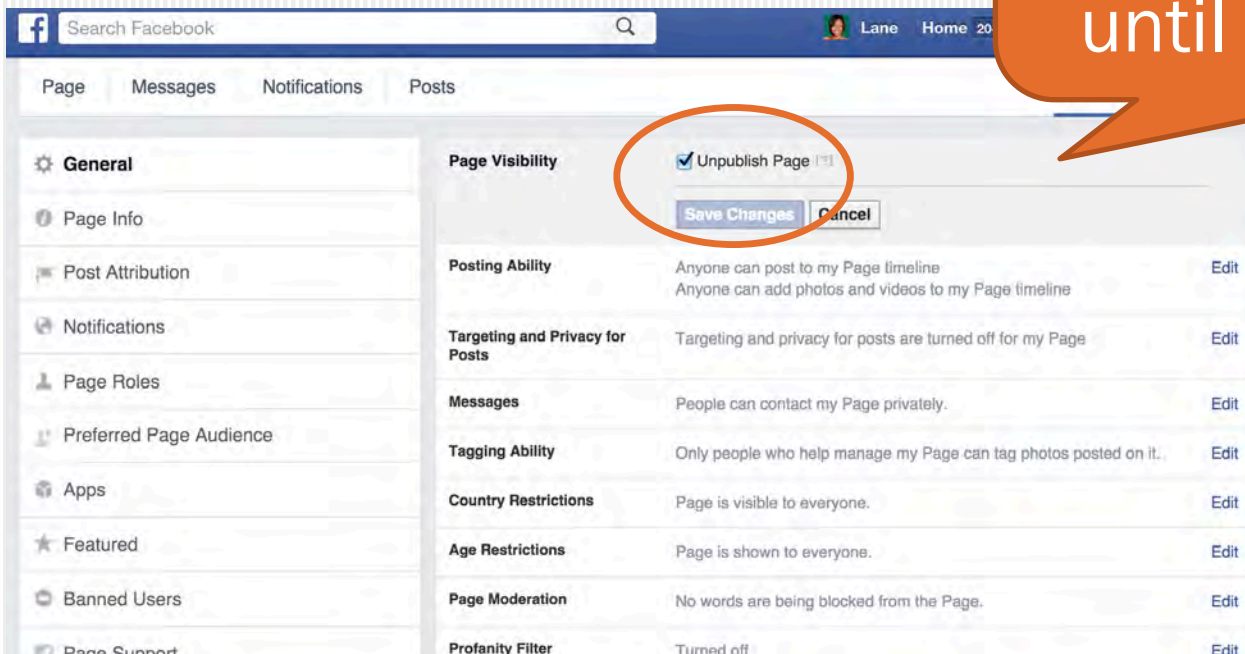 until
f
Search Facebook
Lane Home 20
Page Messages Notifications Posts
General
Page Info
Post Attribution
Notifications
Page Roles
Preferred Page Audience
Apps
Featured
Banned Users
Page Support
Page Visibility
Unpublish Page [?]
Save Changes Cancel
Posting Ability
Anyone can post to my Page timeline
Anyone can add photos and videos to my Page timeline
Edit
Targeting and Privacy for
Posts
Targeting and privacy for posts are turned off for my Page
Edit
Messages
People can contact my Page privately.
Edit
Tagging Ability
Only people who help manage my Page can tag photos posted on it.
Edit
Country Restrictions
Page is visible to everyone.
Edit
Age Restrictions
Page is shown to everyone.
Edit
Page Moderation
No words are being blocked from the Page.
Edit
Profanity Filter
Turned off
Edit